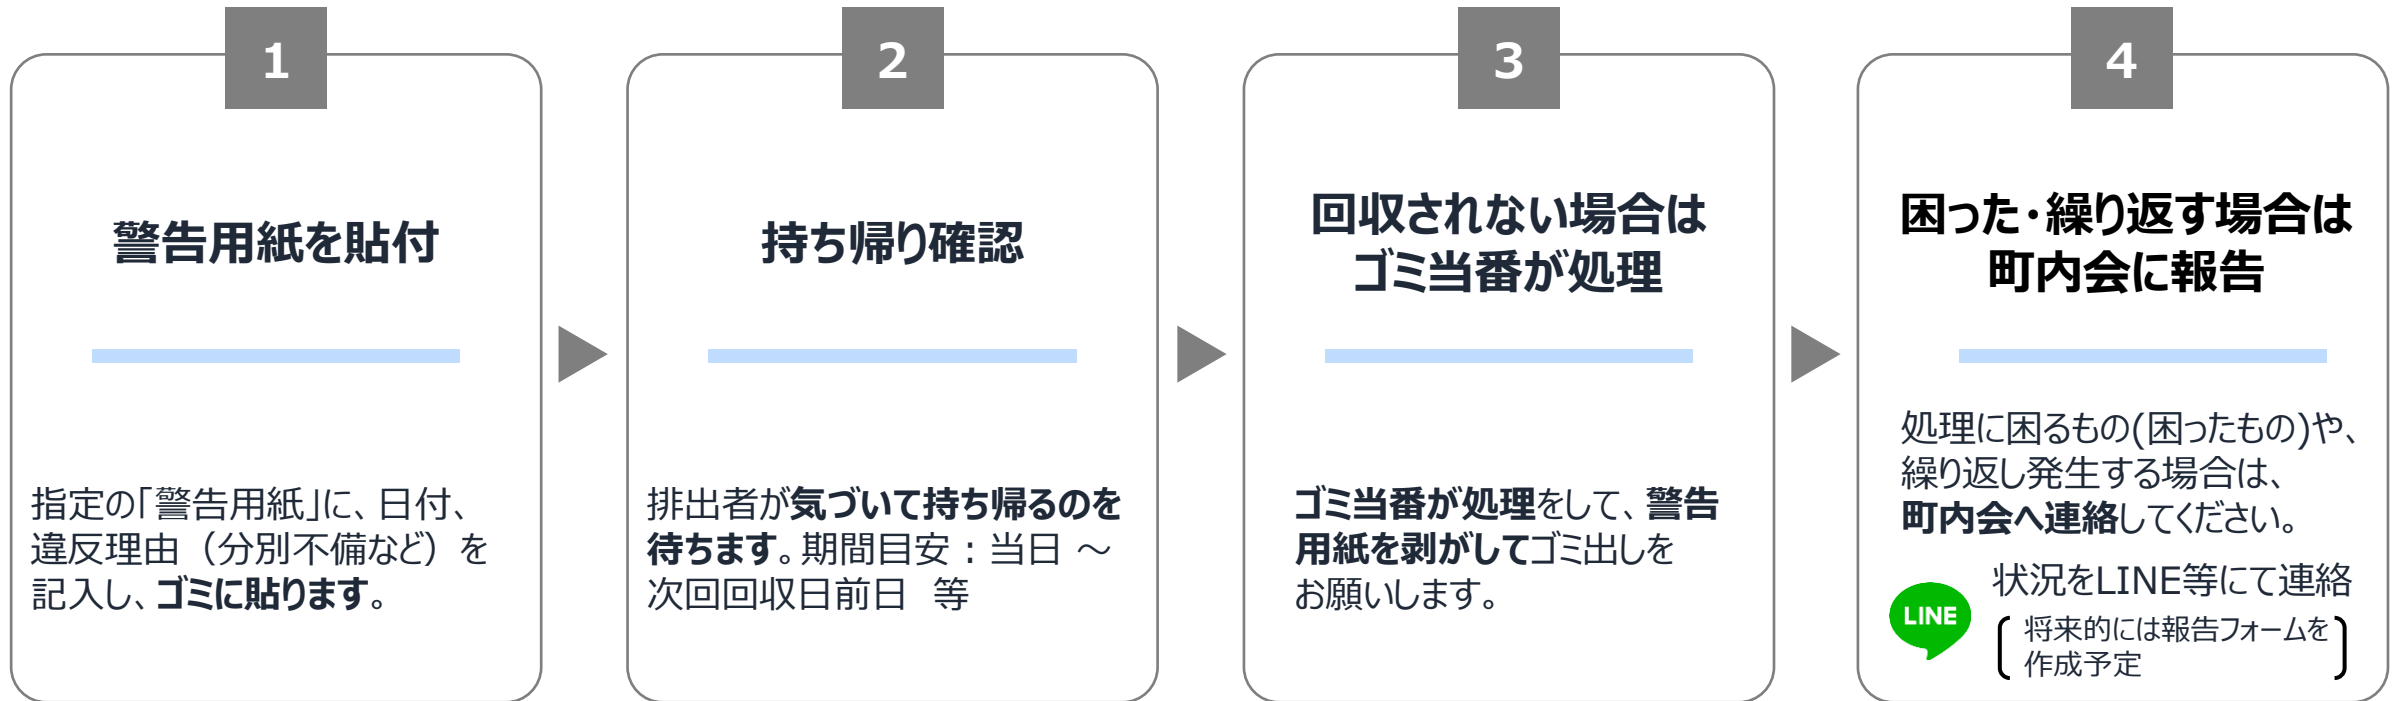 1
警告用紙を貼付
指定の「警告用紙」に、日付、
違反理由（分別不備など）を
記入し、ゴミに貼ります。
2
持ち帰り確認
排出者が気づいて持ち帰るのを
待ちます。期間目安：当日 ～
次回回収日前日　等
3
回収されない場合は
ゴミ当番が処理
ゴミ当番が処理をして、警告
用紙を剥がしてゴミ出しを
お願いします。
4
困った・繰り返す場合は
町内会に報告
処理に困るもの(困ったもの)や、
繰り返し発生する場合は、
町内会へ連絡してください。
LINE
状況をLINE等にて連絡
将来的には報告フォームを
作成予定